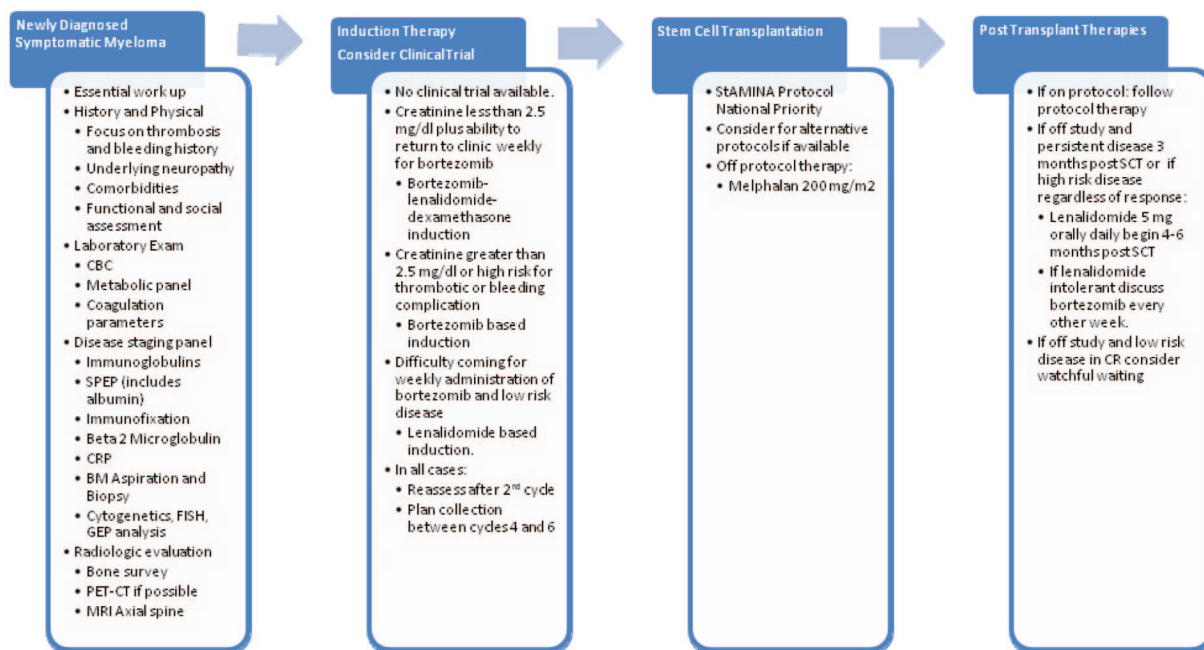 Newly Diagnosed
Symptomatic Myeloma
• Essential work up
• History and Physical
• Focus on thrombosis
and bleeding history
• Underlying neuropathy
• Comorbidities
• Functional and social
assessment
• Laboratory Exam
• CBC
• Metabolic panel
• Coagulation
parameters
• Disease staging panel
• Immunoglobulins
• SPEP (includes
albumin)
• Immunofixation
• Beta 2 Microglobulin
• CRP
• BM Aspiration and
Biopsy
• Cytogenetics, FISH,
GEP analysis
• Radiologic evaluation
• Bone survey
• PET-CT if possible
• MRI Axial spine
Induction Therapy
Consider Clinical Trial
• No clinical trial available.
• Creatinine less than 2.5
mg/dl plus ability to
return to clinic weekly
for bortezomib
• Bortezomib-
lenalidomide-
dexamethasone
induction
• Creatinine greater than
2.5 mg/dl or high risk for
thrombotic or bleeding
complication
• Bortezomib based
induction
• Difficulty coming for
weekly administration of
bortezomib and low risk
disease
• Lenalidomide based
induction.
• In all cases:
• Reassess after 2nd cycle
• Plan collection
between cycles 4 and 6
Stem Cell Transplantation
• StAMINA Protocol
National Priority
• Consider for alternative
protocols if available
• Off protocol therapy:
• Melphalan 200 mg/m2
Post Transplant Therapies
• If on protocol: follow
protocol therapy
• If off study and
persistent disease 3
months post SCT or if
high risk disease
regardless of response:
• Lenalidomide 5 mg
orally daily begin 4-6
months post SCT
• If lenalidomide
intolerant discuss
bortezomib every
other week.
• If off study and low risk
disease in CR consider
watchful waiting